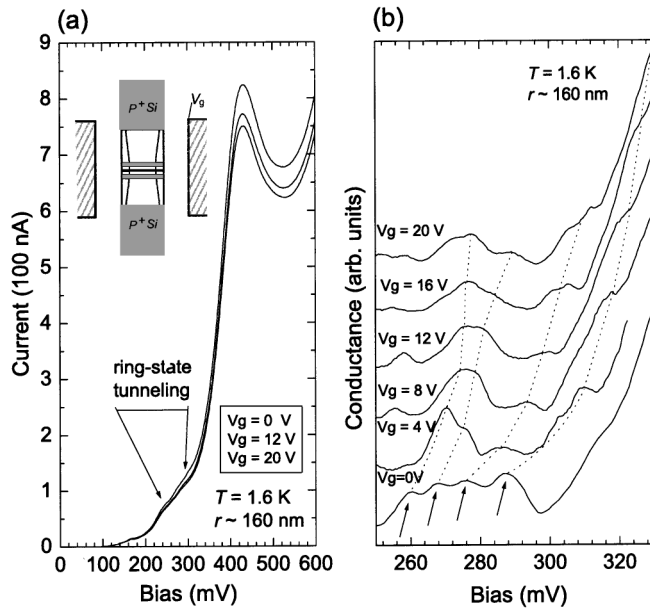 (a)
9
8
7
6
5
4
3
2
1
0
Current (100 nA)
P+Si
Vg
P+Si
ring-state
tunneling
Vg = 0 V
Vg = 12 V
Vg = 20 V
T = 1.6 K
r ~ 160 nm
0 100 200 300 400 500 600
Bias (mV)
(b)
T = 1.6 K
r ~ 160 nm
Conductance (arb. units)
Vg = 20 V
Vg = 16 V
Vg = 12 V
Vg = 8 V
Vg = 4 V
Vg=0V
260 280 300 320
Bias (mV)